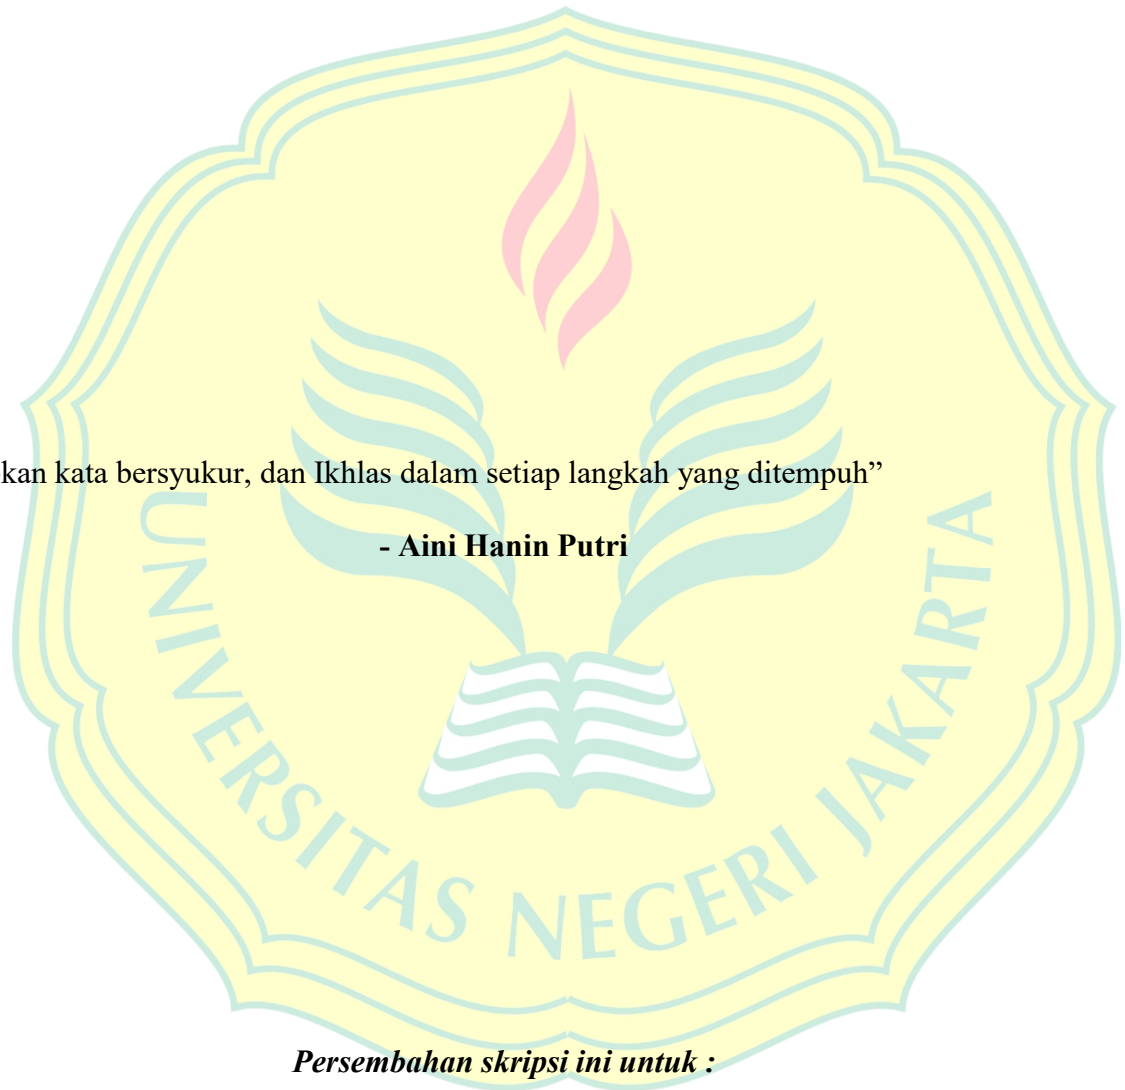 kan kata bersyukur, dan Ikhlas dalam setiap langkah yang ditempuh”
- Aini Hanin Putri
UNIVERSITAS NEGERI JAKARTA
Persembahan skripsi ini untuk :